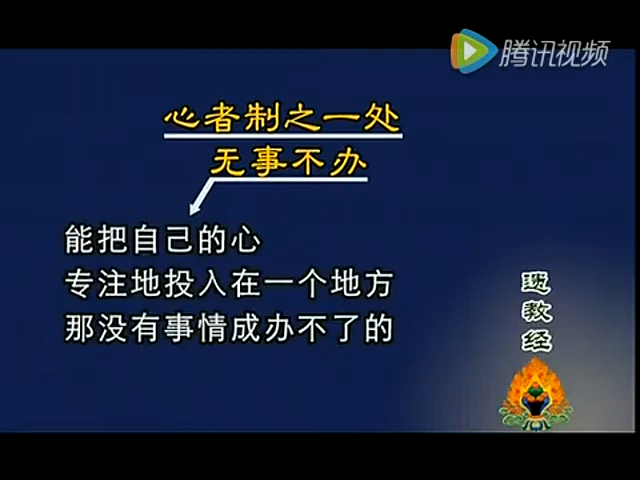 腾讯视频
心者制之一处
无事不办
能把自己的心
专注地投入在一个地方
那没有事情成办不了的
遗教经